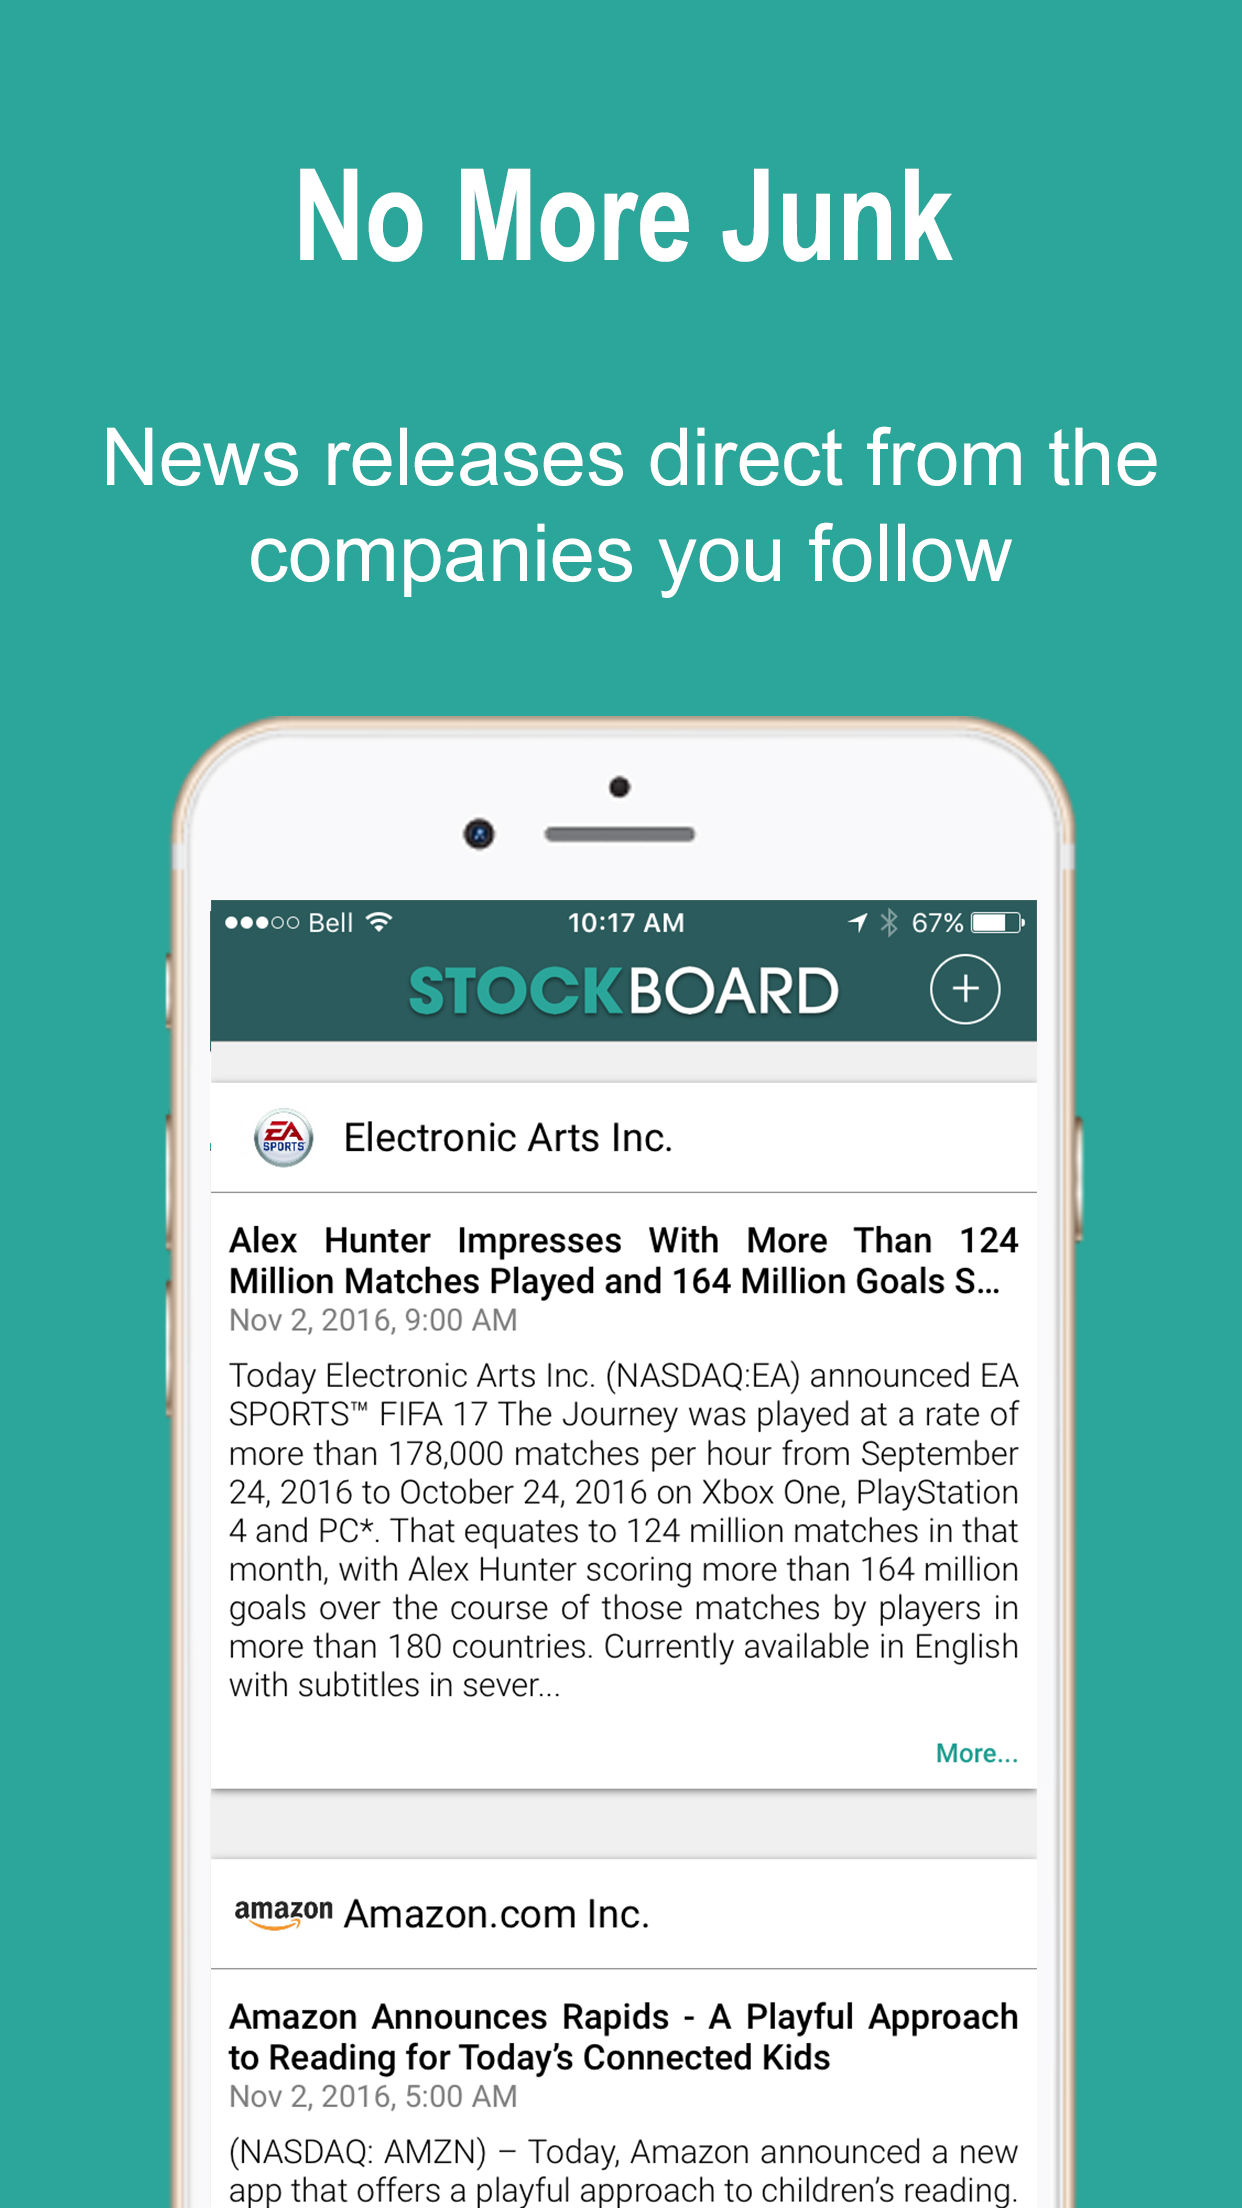 No More Junk
News releases direct from the
companies you follow
Bell 10:17 AM 67%
STOCKBOARD +
EA SPORTS Electronic Arts Inc.
Alex Hunter Impresses With More Than 124
Million Matches Played and 164 Million Goals S...
Nov 2, 2016, 9:00 AM
Today Electronic Arts Inc. (NASDAQ:EA) announced EA
SPORTS™ FIFA 17 The Journey was played at a rate of
more than 178,000 matches per hour from September
24, 2016 to October 24, 2016 on Xbox One, PlayStation
4 and PC*. That equates to 124 million matches in that
month, with Alex Hunter scoring more than 164 million
goals over the course of those matches by players in
more than 180 countries. Currently available in English
with subtitles in sever...
More...
amazon Amazon.com Inc.
Amazon Announces Rapids - A Playful Approach
to Reading for Today’s Connected Kids
Nov 2, 2016, 5:00 AM
(NASDAQ: AMZN) – Today, Amazon announced a new
app that offers a playful approach to children’s reading.